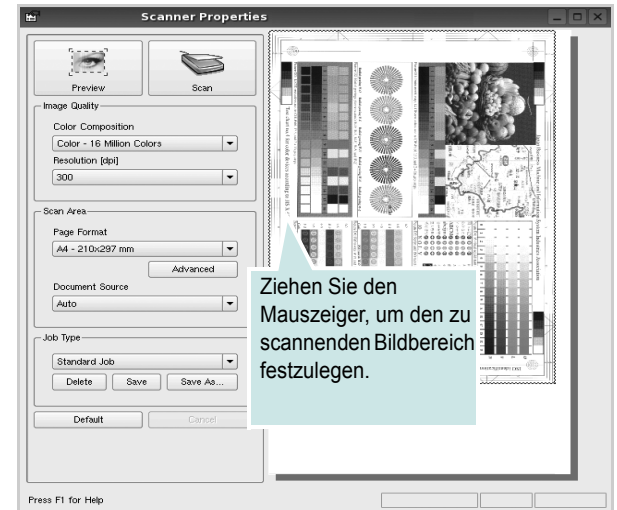 Scanner Properties
Preview
Scan
Image Quality
Color Composition
Color - 16 Million Colors
Resolution [dpi]
300
Scan Area
Page Format
A4 - 210x297 mm
Advanced
Document Source
Auto
Job Type
Standard Job
Delete
Save
Save As...
Default
Cancel
Ziehen Sie den
Mauszeiger, um den zu
scannenden Bildbereich
festzulegen.
Press F1 for Help